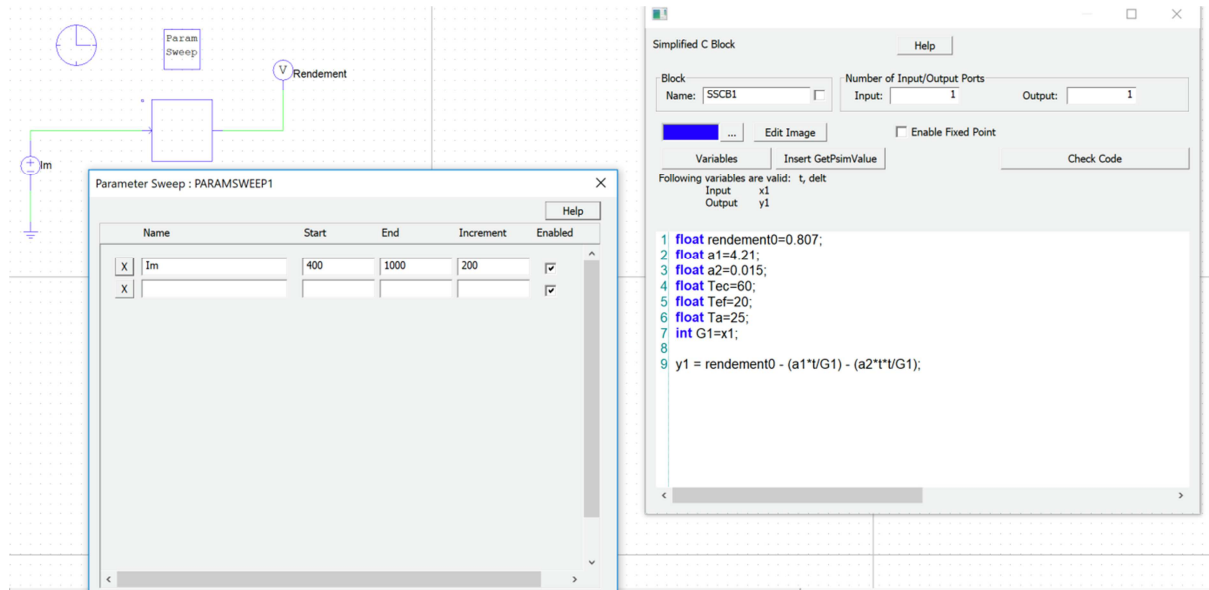 Param
Sweep
V
Rendement
Im
Parameter Sweep : PARAMSWEEP1
Help
Name Start End Increment Enabled
X Im 400 1000 200
X
Simplified C Block
Help
Block
Name: SSCB1
Number of Input/Output Ports
Input: 1 Output: 1
... Edit Image Enable Fixed Point
Variables Insert GetPsimValue Check Code
Following variables are valid: t, delt
Input x1
Output y1
1 float rendement0=0.807;
2 float a1=4.21;
3 float a2=0.015;
4 float Tec=60;
5 float Tef=20;
6 float Ta=25;
7 int G1=x1;
8
9 y1 = rendement0 - (a1*t/G1) - (a2*t*t/G1);